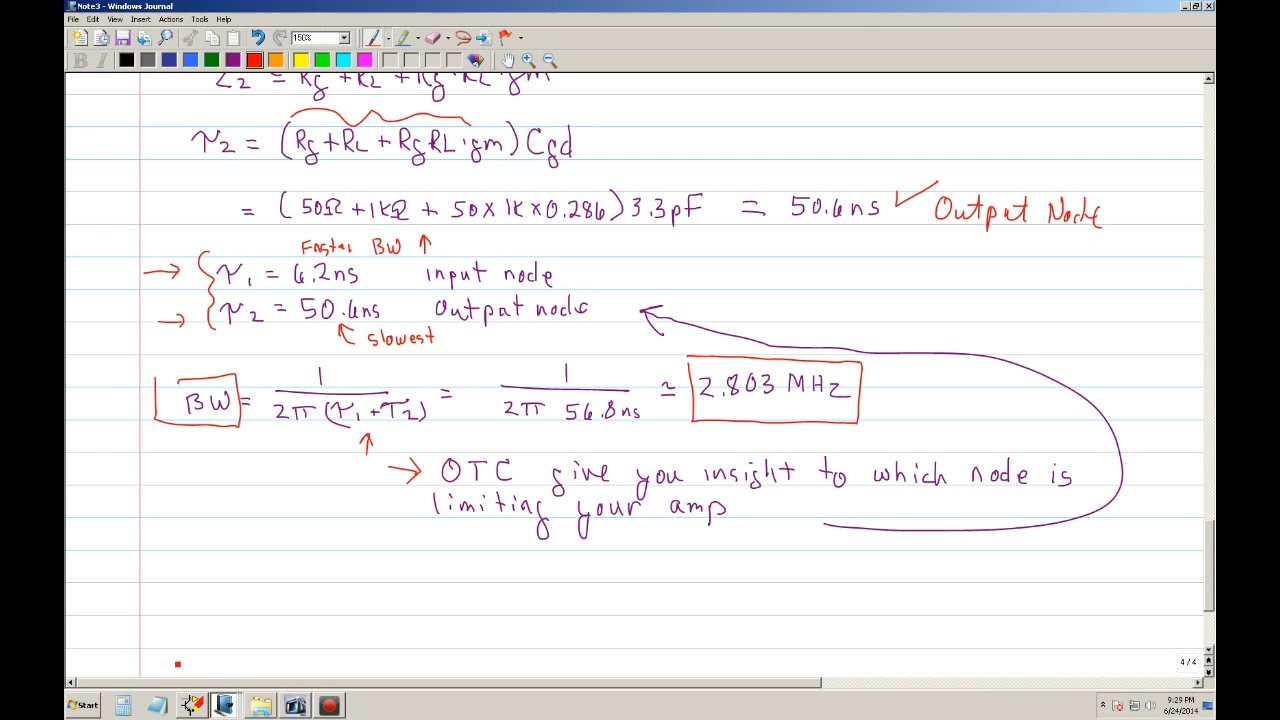 Note3 - Windows Journal
File Edit View Insert Actions Tools Help
150%
B I
Z2 = Rg + RL + Rg·RL·gm
τ2 = (Rg + RL + RgRL·gm) Cgd
= (50Ω + 1kΩ + 50 x 1K x 0.286) 3.3pF = 50.6ns ✓ Output Node
Faster BW ↑
→ τ1 = 6.2ns input node
→ τ2 = 50.6ns output node
slowest
BW = 1 / 2π (τ1 + τ2) = 1 / 2π 56.8ns ≃ 2.803 MHz
→ OTC give you insight to which node is
limiting your amp
4 / 4
Start
9:29 PM
6/24/2014